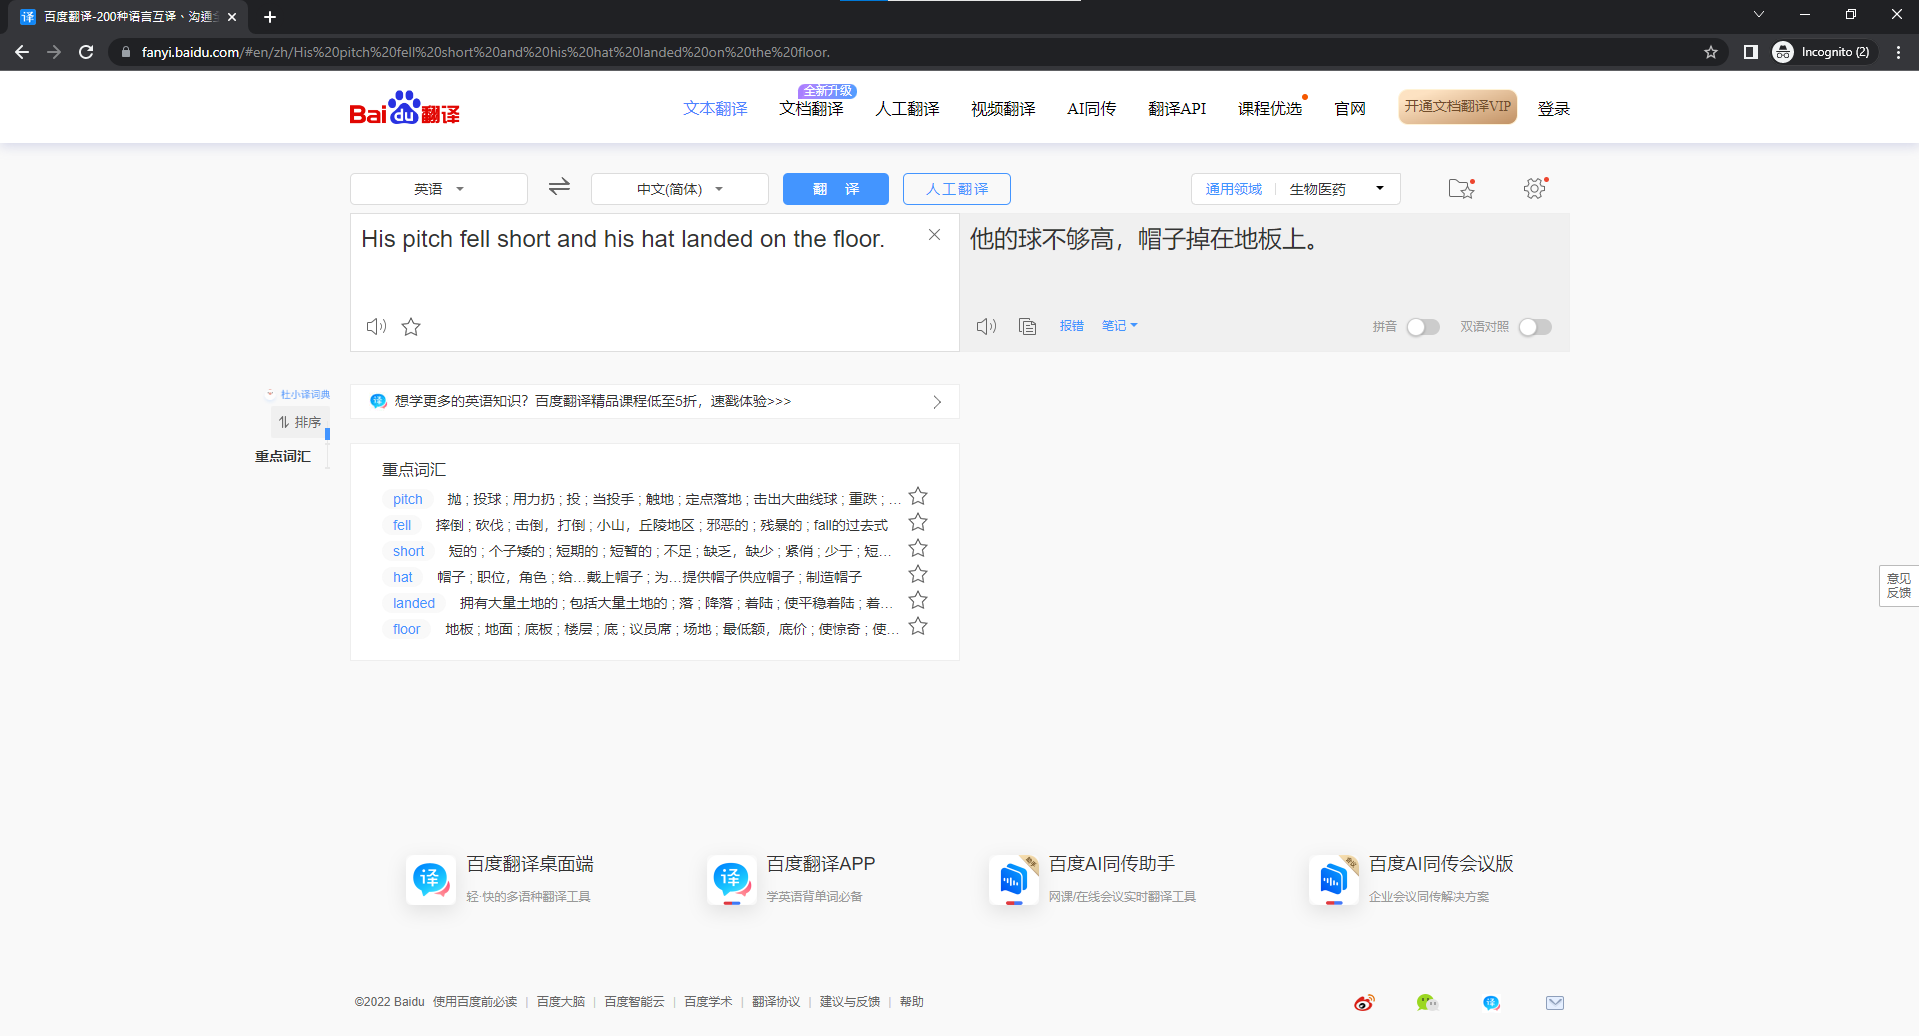 译 百度翻译-200种语言互译、沟通
fanyi.baidu.com/#en/zh/His%20pitch%20fell%20short%20and%20his%20hat%20landed%20on%20the%20floor.
Incognito (2)
Bai du 翻译
全新升级
文本翻译 文档翻译 人工翻译 视频翻译 AI同传 翻译API 课程优选 官网 开通文档翻译VIP 登录
英语 中文(简体) 翻 译 人工翻译 通用领域 生物医药
His pitch fell short and his hat landed on the floor.
他的球不够高，帽子掉在地板上。
报错 笔记 拼音 双语对照
杜小译词典
排序
重点词汇
译 想学更多的英语知识？百度翻译精品课程低至5折，速戳体验>>>
重点词汇
pitch 抛 ; 投球 ; 用力扔 ; 投 ; 当投手 ; 触地 ; 定点落地 ; 击出大曲线球 ; 重跌 ; ...
fell 摔倒 ; 砍伐 ; 击倒，打倒 ; 小山，丘陵地区 ; 邪恶的 ; 残暴的 ; fall的过去式
short 短的 ; 个子矮的 ; 短期的 ; 短暂的 ; 不足 ; 缺乏，缺少 ; 紧俏 ; 少于 ; 短...
hat 帽子 ; 职位，角色 ; 给...戴上帽子 ; 为...提供帽子供应帽子 ; 制造帽子
landed 拥有大量土地的 ; 包括大量土地的 ; 落 ; 降落 ; 着陆 ; 使平稳着陆 ; 着...
floor 地板 ; 地面 ; 底板 ; 楼层 ; 底 ; 议员席 ; 场地 ; 最低额，底价 ; 使惊奇 ; 使...
意见
反馈
译 百度翻译桌面端
轻·快的多语种翻译工具
译 百度翻译APP
学英语背单词必备
助手 百度AI同传助手
网课/在线会议实时翻译工具
会议 百度AI同传会议版
企业会议同传解决方案
©2022 Baidu 使用百度前必读 | 百度大脑 | 百度智能云 | 百度学术 | 翻译协议 | 建议与反馈 | 帮助
译